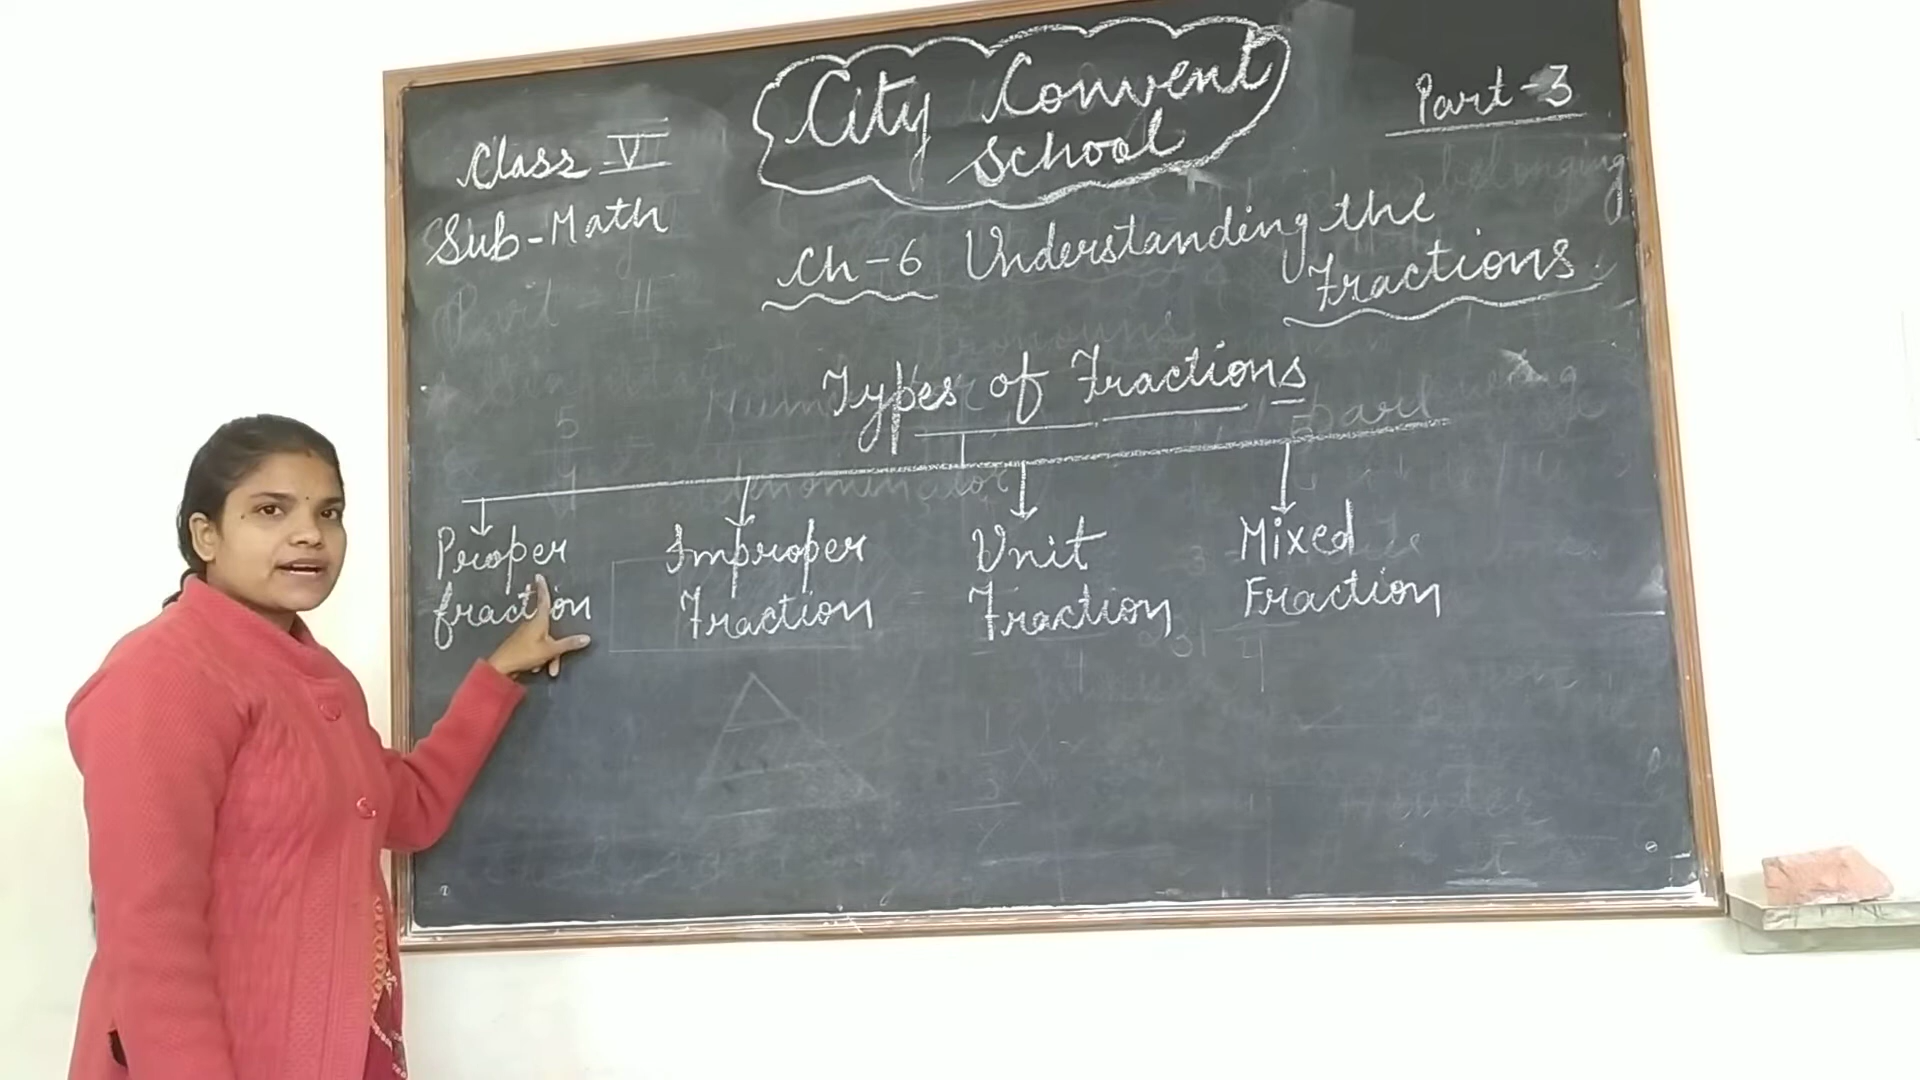 City Convent
School
Part-3
Class V
Sub-Math
Ch-6 Understanding the
Fractions.
Types of Fractions
Proper
fraction
Improper
Fraction
Unit
Fraction
Mixed
Fraction